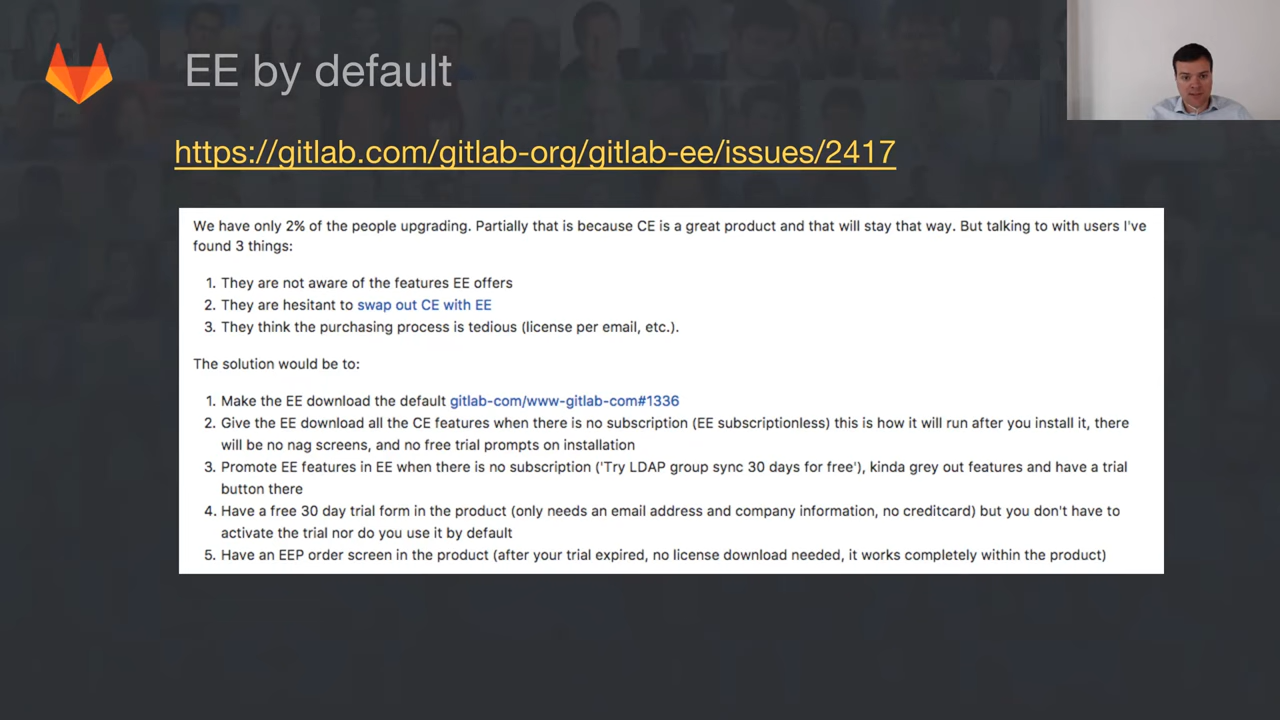 EE by default
https://gitlab.com/gitlab-org/gitlab-ee/issues/2417
We have only 2% of the people upgrading. Partially that is because CE is a great product and that will stay that way. But talking to with users I've
found 3 things:
1. They are not aware of the features EE offers
2. They are hesitant to swap out CE with EE
3. They think the purchasing process is tedious (license per email, etc.).
The solution would be to:
1. Make the EE download the default gitlab-com/www-gitlab-com#1336
2. Give the EE download all the CE features when there is no subscription (EE subscriptionless) this is how it will run after you install it, there
will be no nag screens, and no free trial prompts on installation
3. Promote EE features in EE when there is no subscription ('Try LDAP group sync 30 days for free'), kinda grey out features and have a trial
button there
4. Have a free 30 day trial form in the product (only needs an email address and company information, no creditcard) but you don't have to
activate the trial nor do you use it by default
5. Have an EEP order screen in the product (after your trial expired, no license download needed, it works completely within the product)